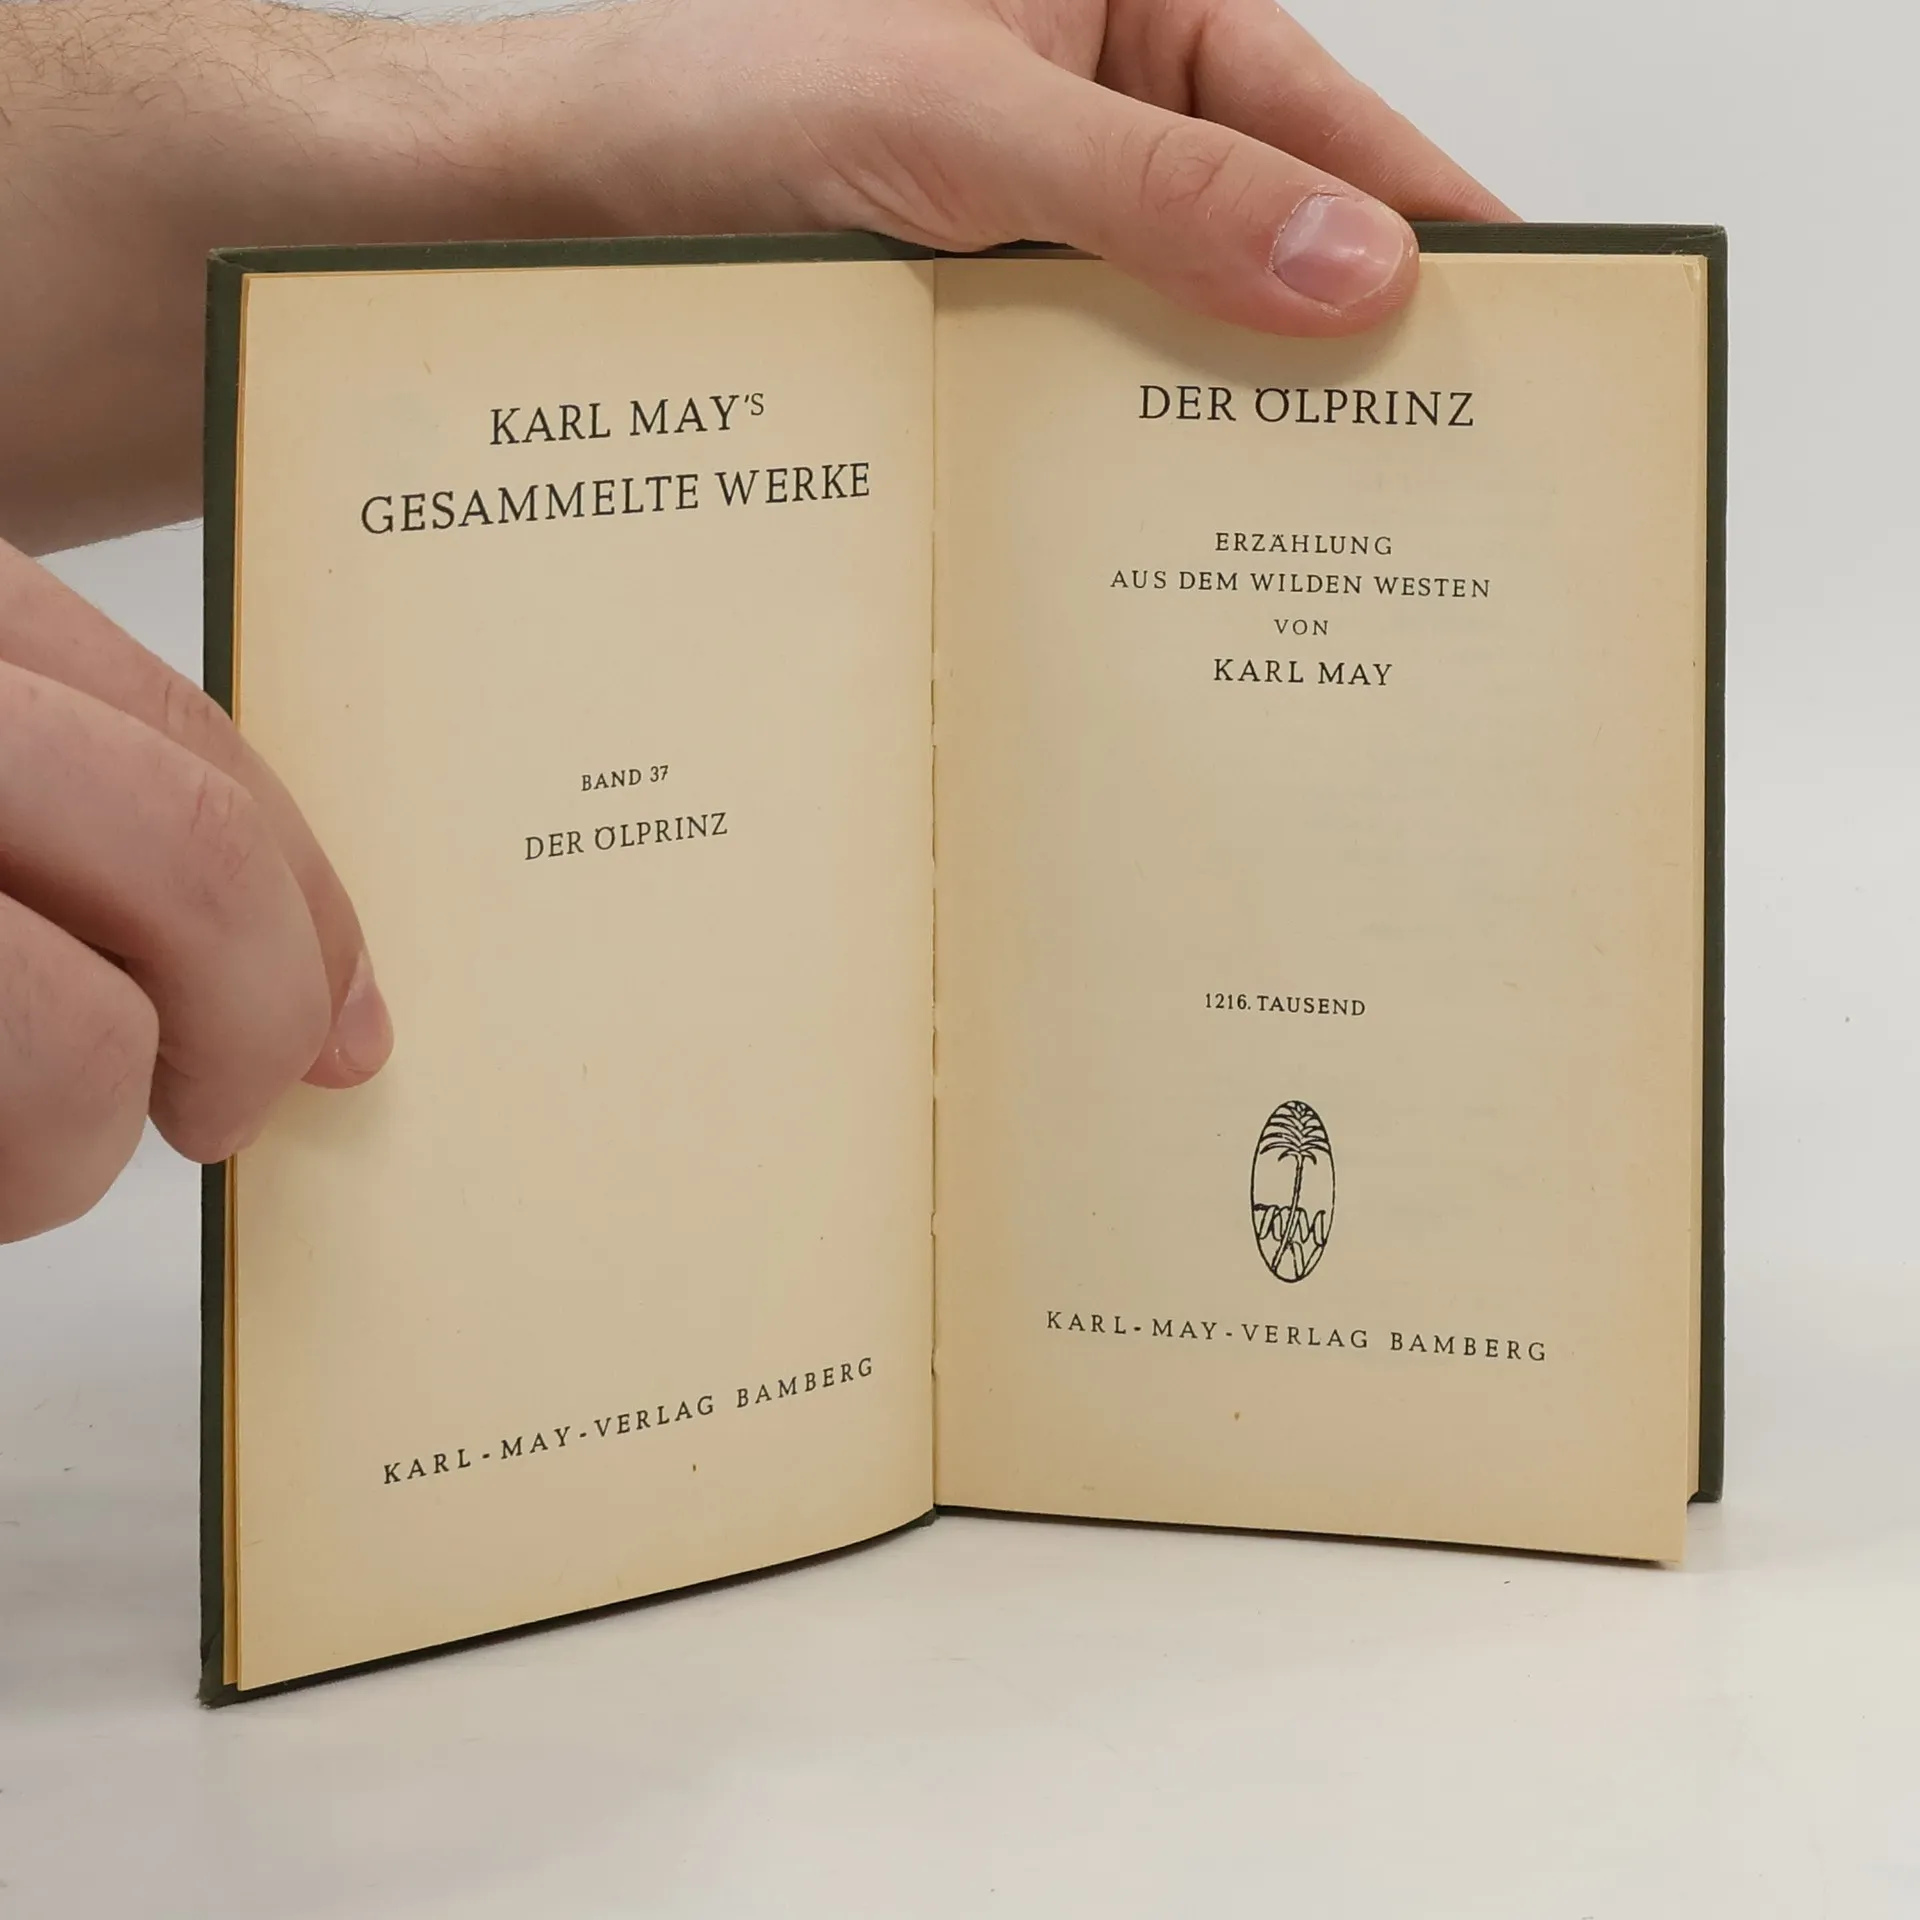 KARL MAY'S
GESAMMELTE WERKE
BAND 37
DER ÖLPRINZ
KARL-MAY-VERLAG BAMBERG
DER ÖLPRINZ
ERZÄHLUNG
AUS DEM WILDEN WESTEN
VON
KARL MAY
1216. TAUSEND
KARL-MAY-VERLAG BAMBERG